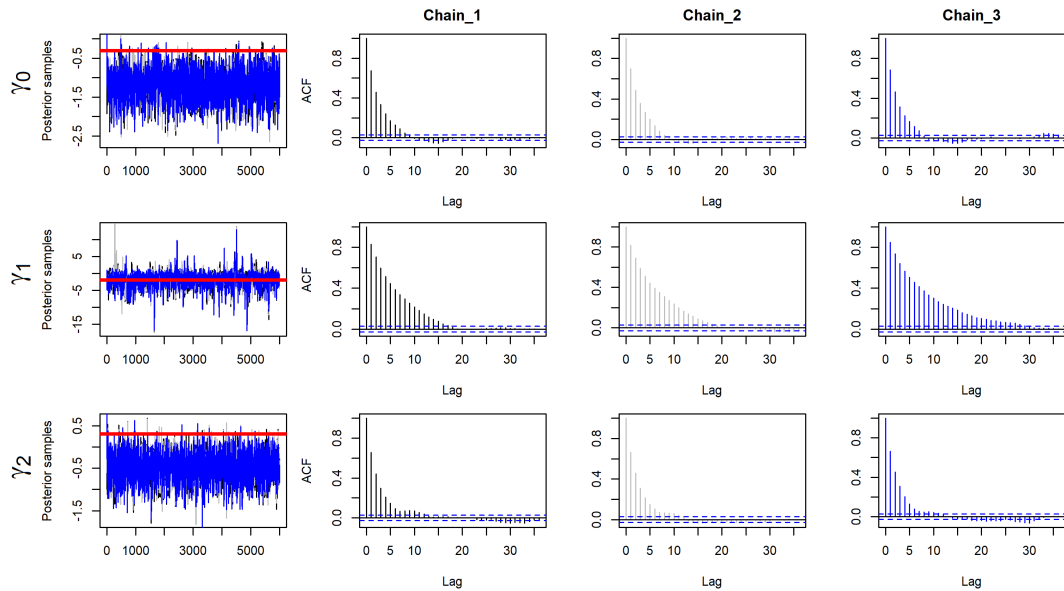 Chain_1 Chain_2 Chain_3
γ0 Posterior samples -2.5 -1.5 -0.5 ACF 0.0 0.4 0.8 0.0 0.4 0.8 0.0 0.4 0.8
0 1000 3000 5000 0 5 10 20 30 0 5 10 20 30 0 5 10 20 30
Lag Lag Lag
γ1 Posterior samples -15 -5 5 ACF 0.0 0.4 0.8 0.0 0.4 0.8 0.0 0.4 0.8
0 1000 3000 5000 0 5 10 20 30 0 5 10 20 30 0 5 10 20 30
Lag Lag Lag
γ2 Posterior samples -1.5 -0.5 0.5 ACF 0.0 0.4 0.8 0.0 0.4 0.8 0.0 0.4 0.8
0 1000 3000 5000 0 5 10 20 30 0 5 10 20 30 0 5 10 20 30
Lag Lag Lag